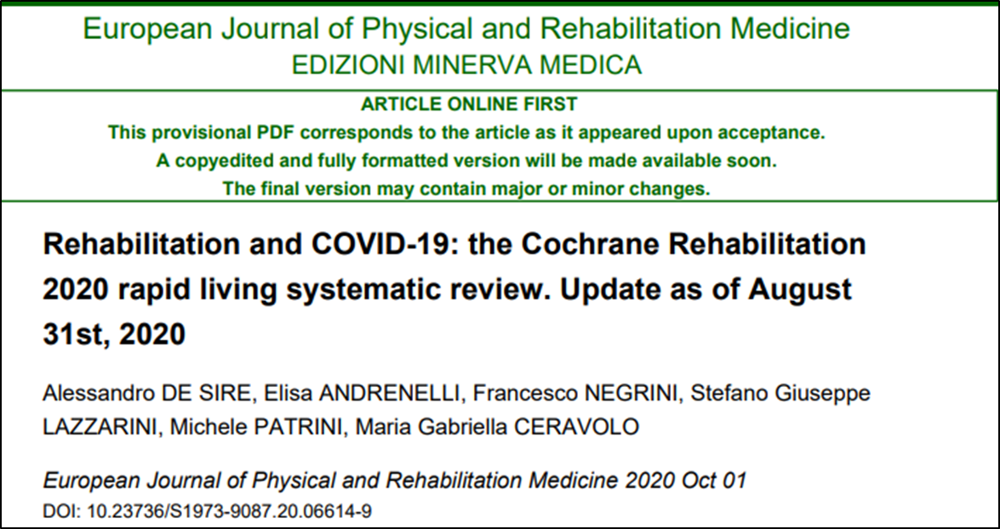 European Journal of Physical and Rehabilitation Medicine
EDIZIONI MINERVA MEDICA
ARTICLE ONLINE FIRST
This provisional PDF corresponds to the article as it appeared upon acceptance.
A copyedited and fully formatted version will be made available soon.
The final version may contain major or minor changes.
Rehabilitation and COVID-19: the Cochrane Rehabilitation
2020 rapid living systematic review. Update as of August
31st, 2020
Alessandro DE SIRE, Elisa ANDRENELLI, Francesco NEGRINI, Stefano Giuseppe
LAZZARINI, Michele PATRINI, Maria Gabriella CERAVOLO
European Journal of Physical and Rehabilitation Medicine 2020 Oct 01
DOI: 10.23736/S1973-9087.20.06614-9